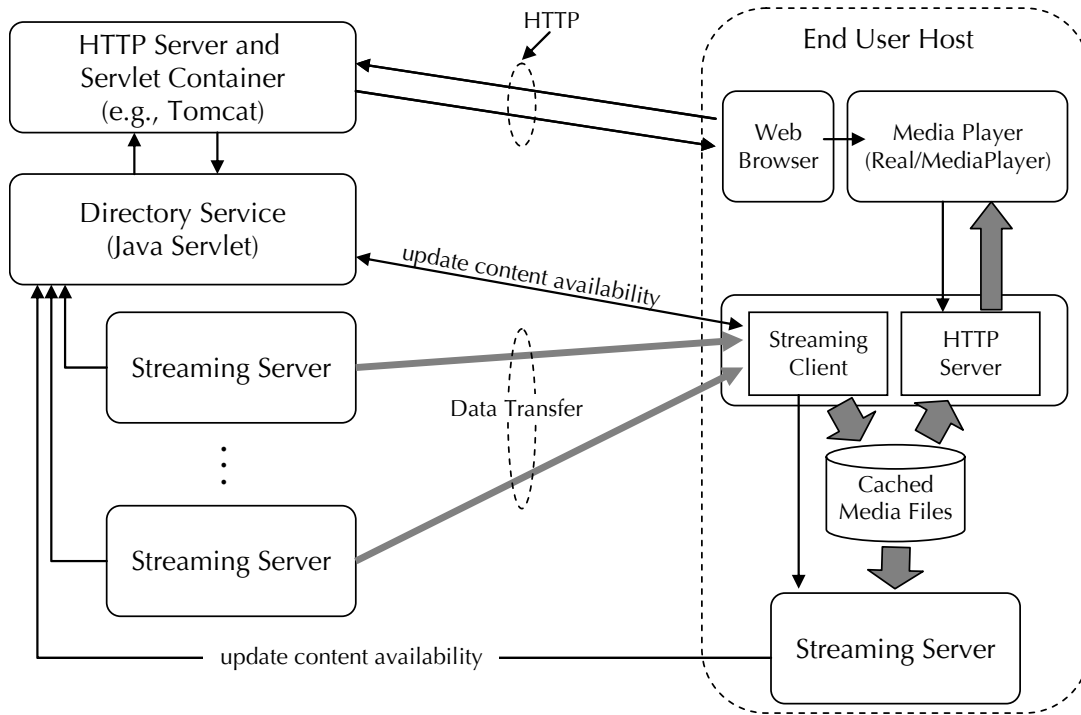 HTTP
HTTP Server and
Servlet Container
(e.g., Tomcat)
End User Host
Web
Browser
Media Player
(Real/MediaPlayer)
Directory Service
(Java Servlet)
update content availability
Streaming
Client
HTTP
Server
Streaming Server
Data Transfer
Cached
Media Files
Streaming Server
Streaming Server
update content availability